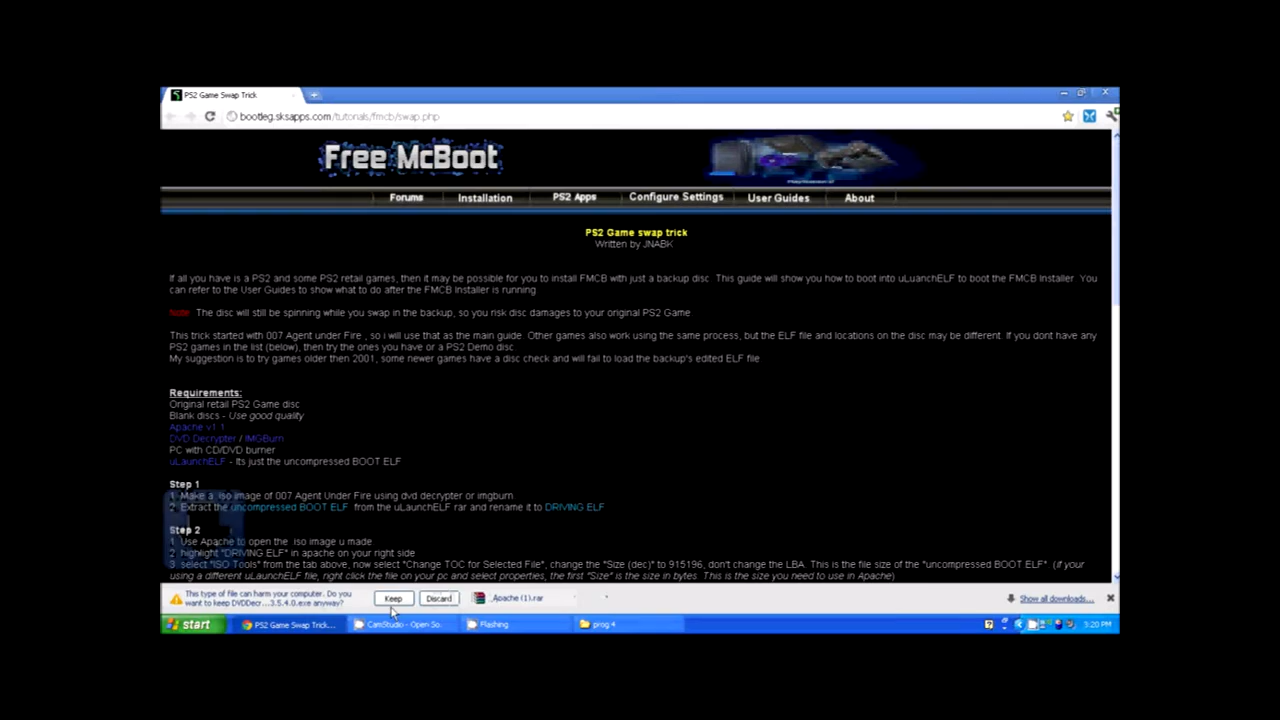 PS2 Game Swap Trick
bootleg.sksapps.com/tutorials/fmcb/swap.php
Free McBoot
Forums Installation PS2 Apps Configure Settings User Guides About
PS2 Game swap trick
Written by JNABK
If all you have is a PS2 and some PS2 retail games, then it may be possible for you to install FMCB with just a backup disc. This guide will show you how to boot into uLuanchELF to boot the FMCB Installer. You
can refer to the User Guides to show what to do after the FMCB Installer is running
Note: The disc will still be spinning while you swap in the backup, so you risk disc damages to your original PS2 Game
This trick started with 007 Agent under Fire , so i will use that as the main guide. Other games also work using the same process, but the ELF file and locations on the disc may be different. If you dont have any
PS2 games in the list (below), then try the ones you have or a PS2 Demo disc
My suggestion is to try games older then 2001, some newer games have a disc check and will fail to load the backup's edited ELF file
Requirements:
Original retail PS2 Game disc
Blank discs - Use good quality
Apache v1.1
DVD Decrypter / IMGBurn
PC with CD/DVD burner
uLaunchELF - Its just the uncompressed BOOT ELF
Step 1
1. Make a .iso image of 007 Agent Under Fire using dvd decrypter or imgburn
2. Extract the uncompressed BOOT ELF from the uLaunchELF rar and rename it to DRIVING ELF
Step 2
1. Use Apache to open the .iso image u made
2. highlight "DRIVING ELF" in apache on your right side
3. select "ISO Tools" from the tab above, now select "Change TOC for Selected File", change the "Size (dec)" to 915196, don't change the LBA. This is the file size of the "uncompressed BOOT ELF". (if your
using a different uLaunchELF file, right click the file on your pc and select properties, the first "Size" is the size in bytes. This is the size you need to use in Apache)
This type of file can harm your computer. Do you
want to keep DVDDecr...3.5.4.0.exe anyway?
Keep Discard _Apache (1).rar Show all downloads...
start PS2 Game Swap Trick... CamStudio - Open So... Flashing prog 4 3:20 PM